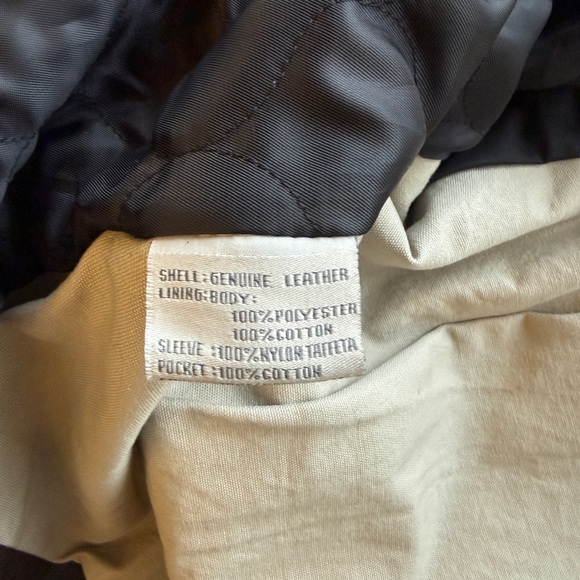 SHELL:GENUINE LEATHER
LINING:BODY:
100%POLYESTER
100%COTTON
SLEEVE :100%NYLON TAFFETA
POCKET:100%COTTON